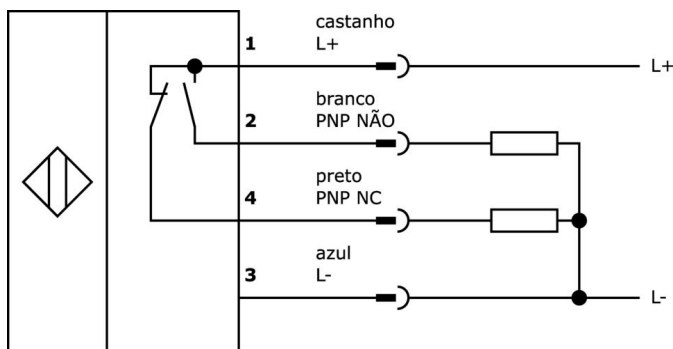 castanho
1 L+
L+
branco
2 PNP NÃO
preto
4 PNP NC
azul
3 L-
L-